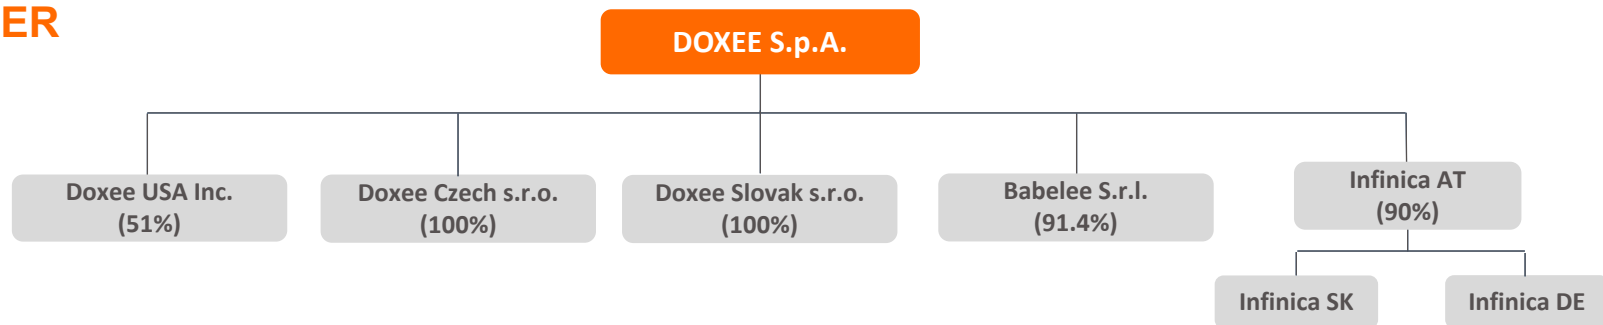 ER
DOXEE S.p.A.
Doxee USA Inc.
(51%)
Doxee Czech s.r.o.
(100%)
Doxee Slovak s.r.o.
(100%)
Babelee S.r.l.
(91.4%)
Infinica AT
(90%)
Infinica SK
Infinica DE